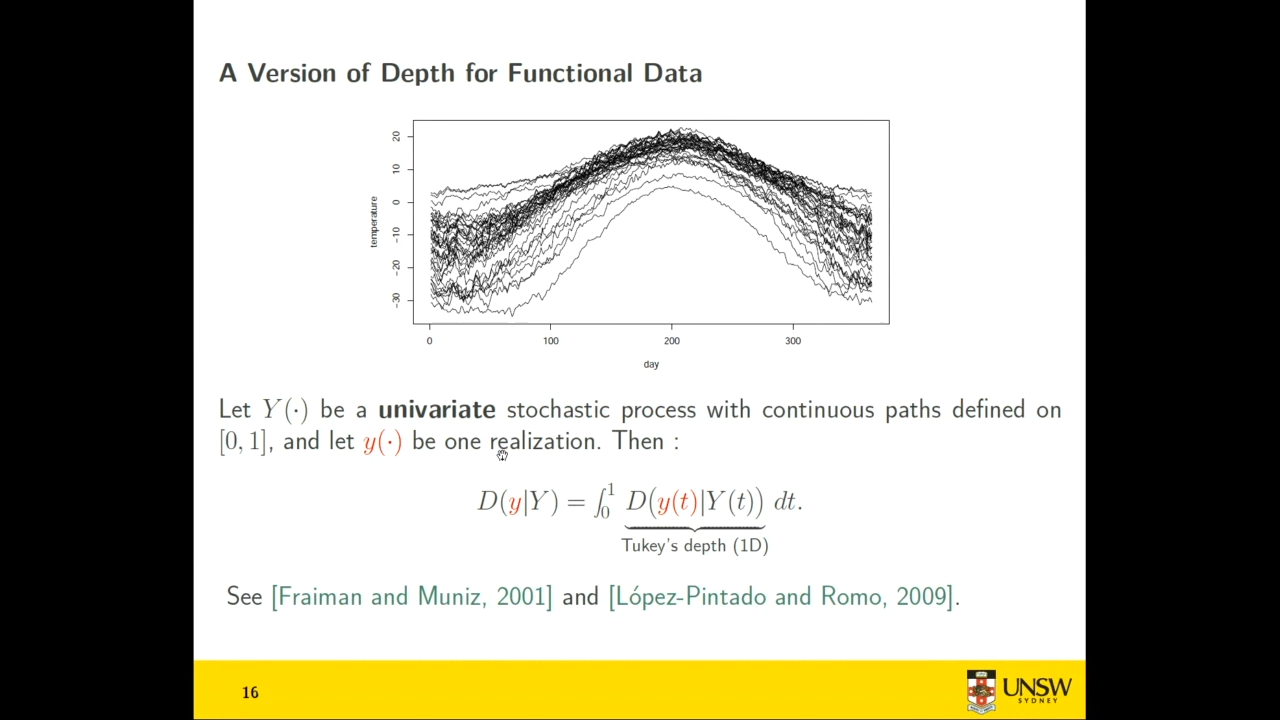 A Version of Depth for Functional Data
20
10
0
−10
−20
−30
temperature
0 100 200 300
day
Let Y(·) be a univariate stochastic process with continuous paths defined on
[0, 1], and let y(·) be one realization. Then :
D(y|Y) = ∫₀¹ D(y(t)|Y(t)) dt.
Tukey's depth (1D)
See [Fraiman and Muniz, 2001] and [López-Pintado and Romo, 2009].
16
UNSW
SYDNEY